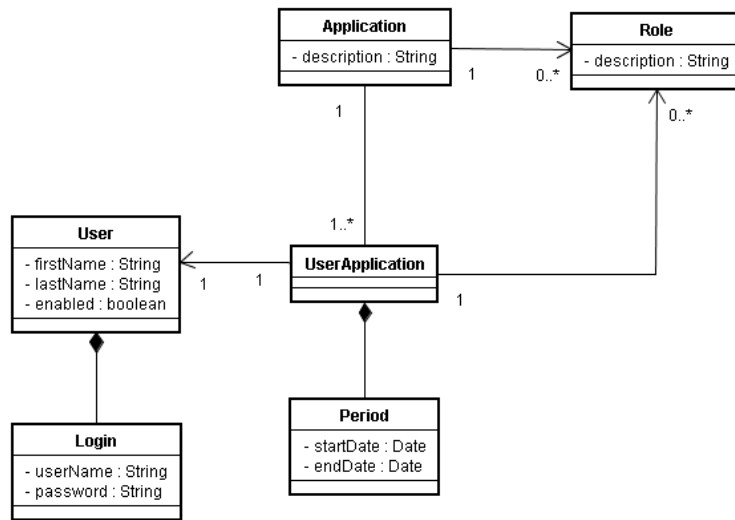 Application
- description : String
Role
- description : String
1
0..*
1
0..*
1..*
User
- firstName : String
- lastName : String
- enabled : boolean
1
1
UserApplication
1
Login
- userName : String
- password : String
Period
- startDate : Date
- endDate : Date